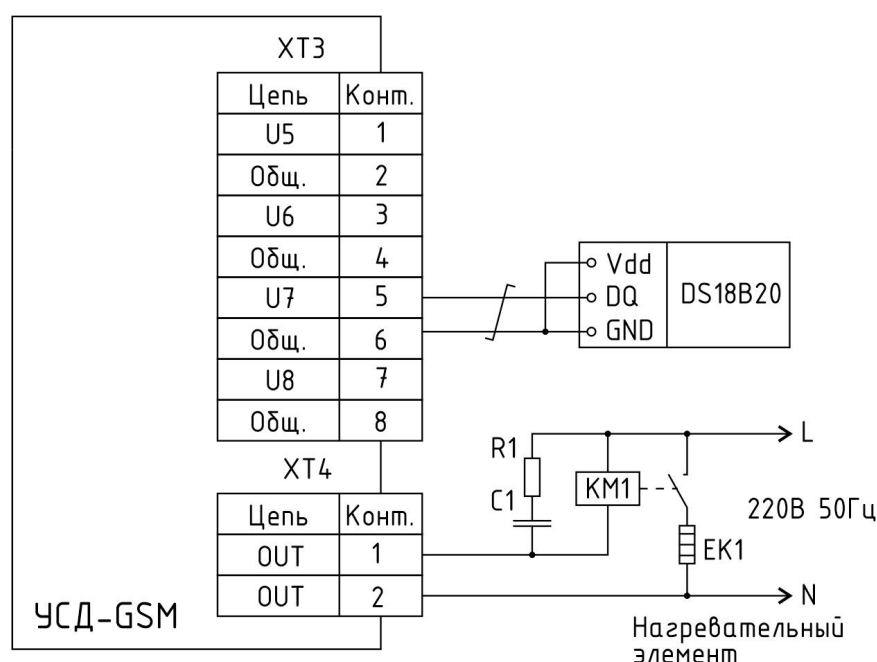 XT3
Цепь Конт.
U5 1
Общ. 2
U6 3
Общ. 4
U7 5
Общ. 6
U8 7
Общ. 8
Vdd
DQ DS18B20
GND
XT4
Цепь Конт.
OUT 1
OUT 2
УСД-GSM
R1
C1
KM1
L
220В 50Гц
EK1
N
Нагревательный
элемент